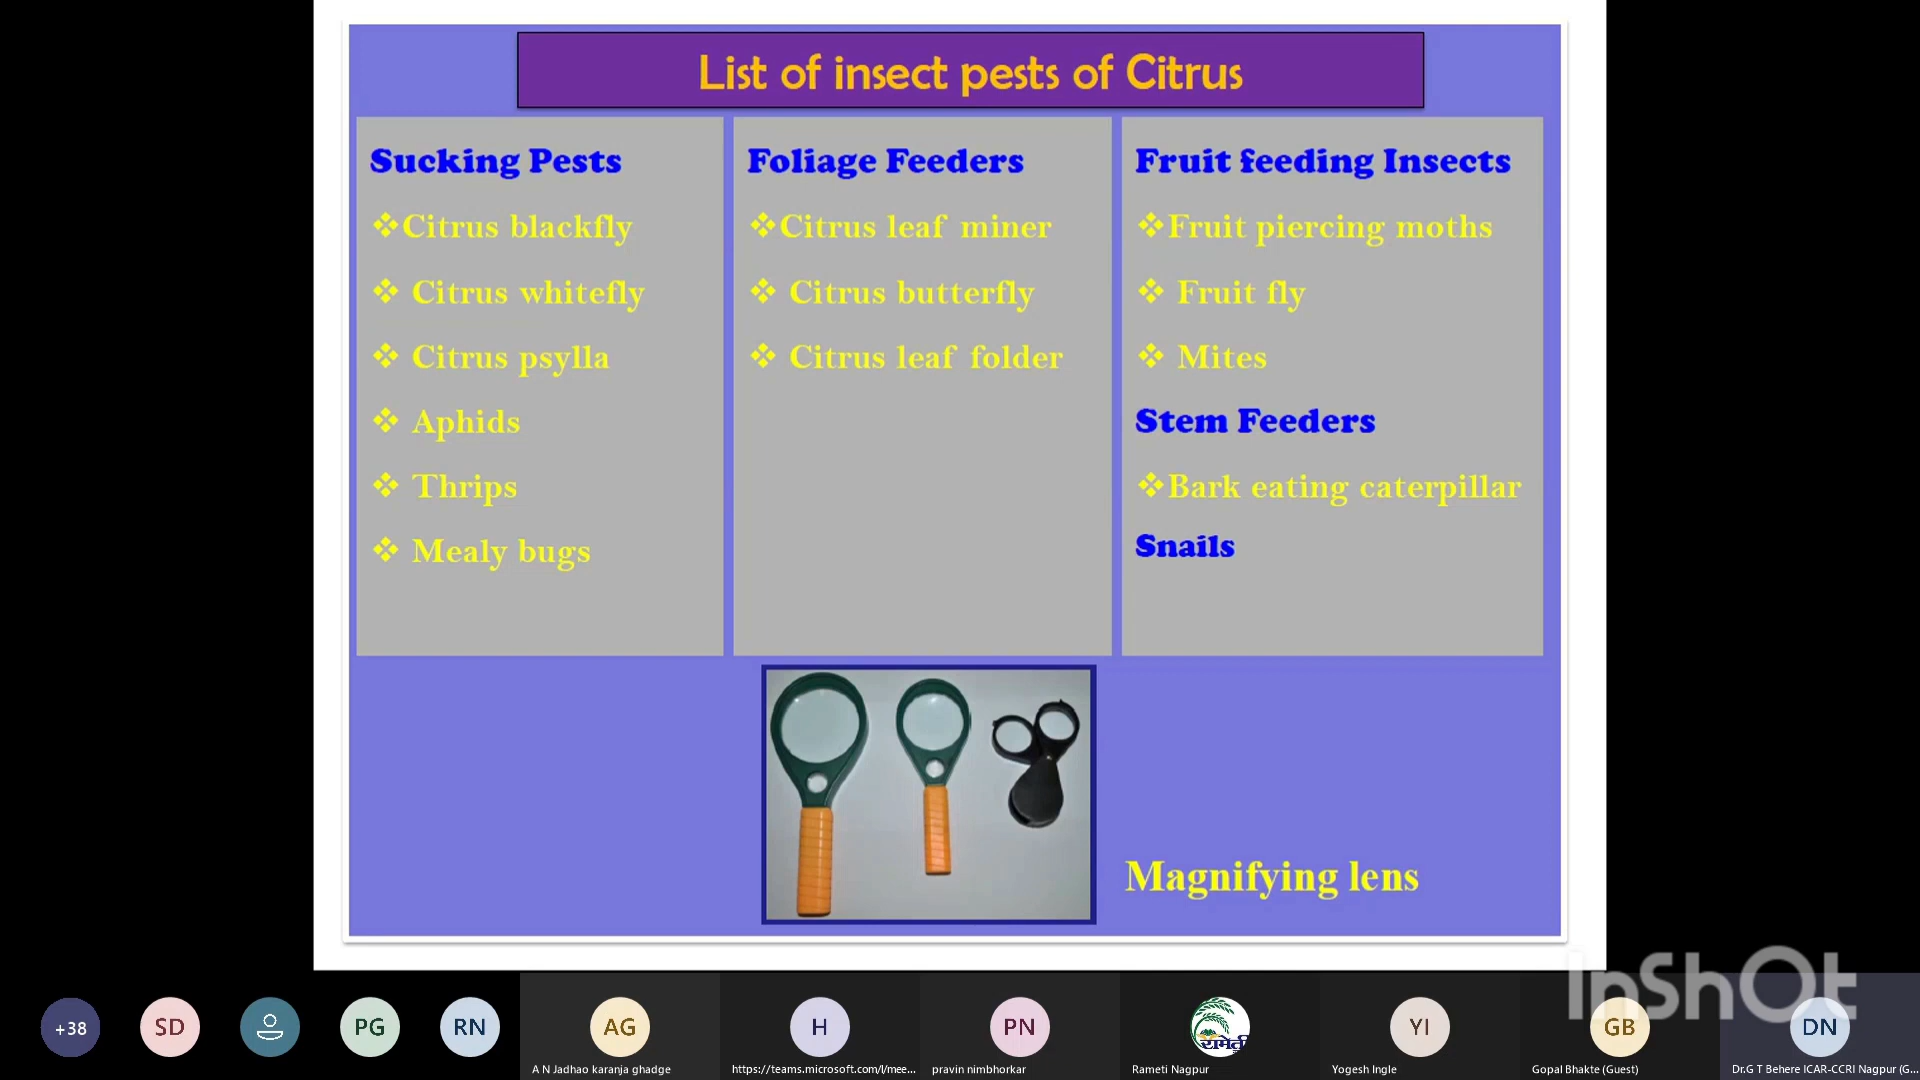 List of insect pests of Citrus
Sucking Pests
❖Citrus blackfly
❖ Citrus whitefly
❖ Citrus psylla
❖ Aphids
❖ Thrips
❖ Mealy bugs
Foliage Feeders
❖Citrus leaf miner
❖ Citrus butterfly
❖ Citrus leaf folder
Fruit feeding Insects
❖Fruit piercing moths
❖ Fruit fly
❖ Mites
Stem Feeders
❖Bark eating caterpillar
Snails
Magnifying lens
InShOt
+38
SD
PG
RN
AG
H
PN
रामेती
YI
GB
DN
A N Jadhao karanja ghadge
https://teams.microsoft.com/l/mee...
pravin nimbhorkar
Rameti Nagpur
Yogesh Ingle
Gopal Bhakte (Guest)
Dr.G T Behere ICAR-CCRI Nagpur (G...